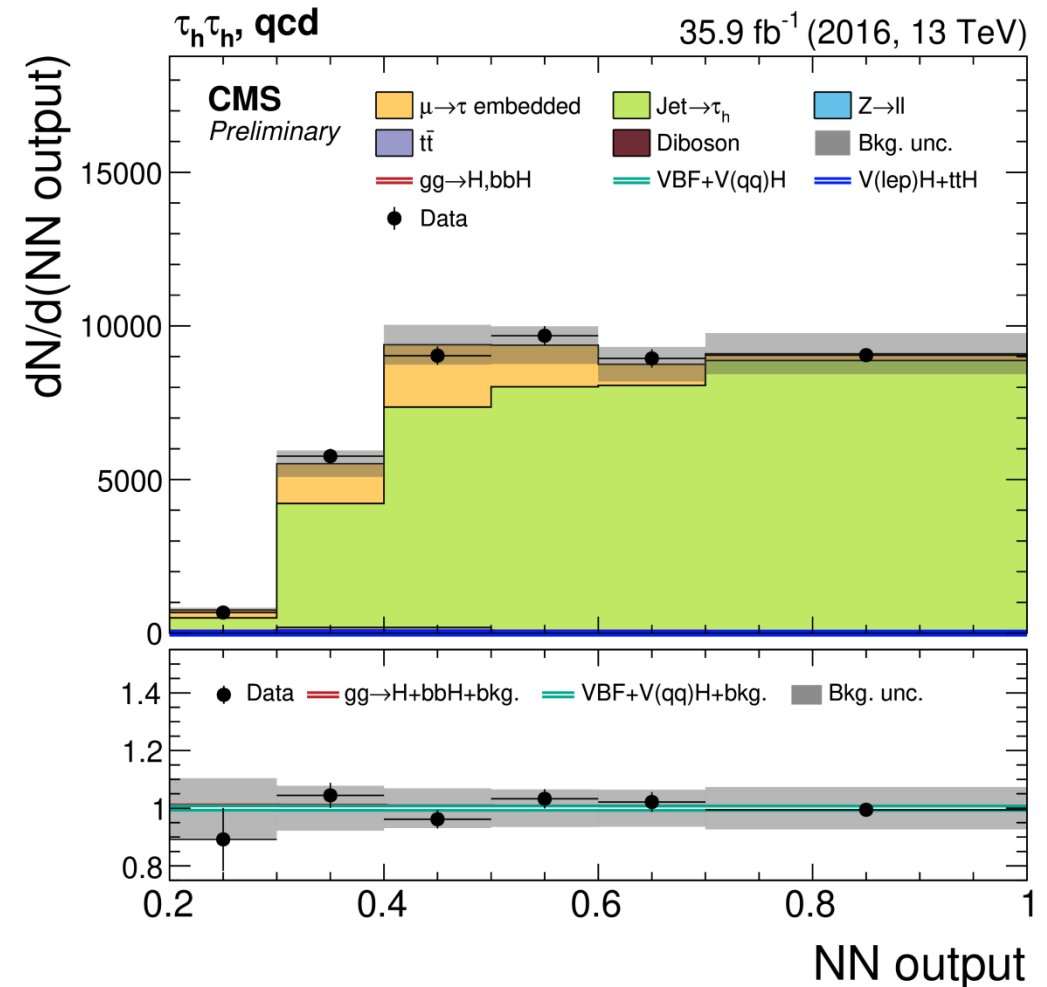 τ_hτ_h, qcd 35.9 fb⁻¹ (2016, 13 TeV)
dN/d(NN output)
CMS
Preliminary
μ→τ embedded Jet→τ_h Z→ll
tt̄ Diboson Bkg. unc.
gg→H,bbH VBF+V(qq)H V(lep)H+ttH
Data
15000
10000
5000
0
Data gg→H+bbH+bkg. VBF+V(qq)H+bkg. Bkg. unc.
1.4
1.2
1
0.8
0.2 0.4 0.6 0.8 1
NN output